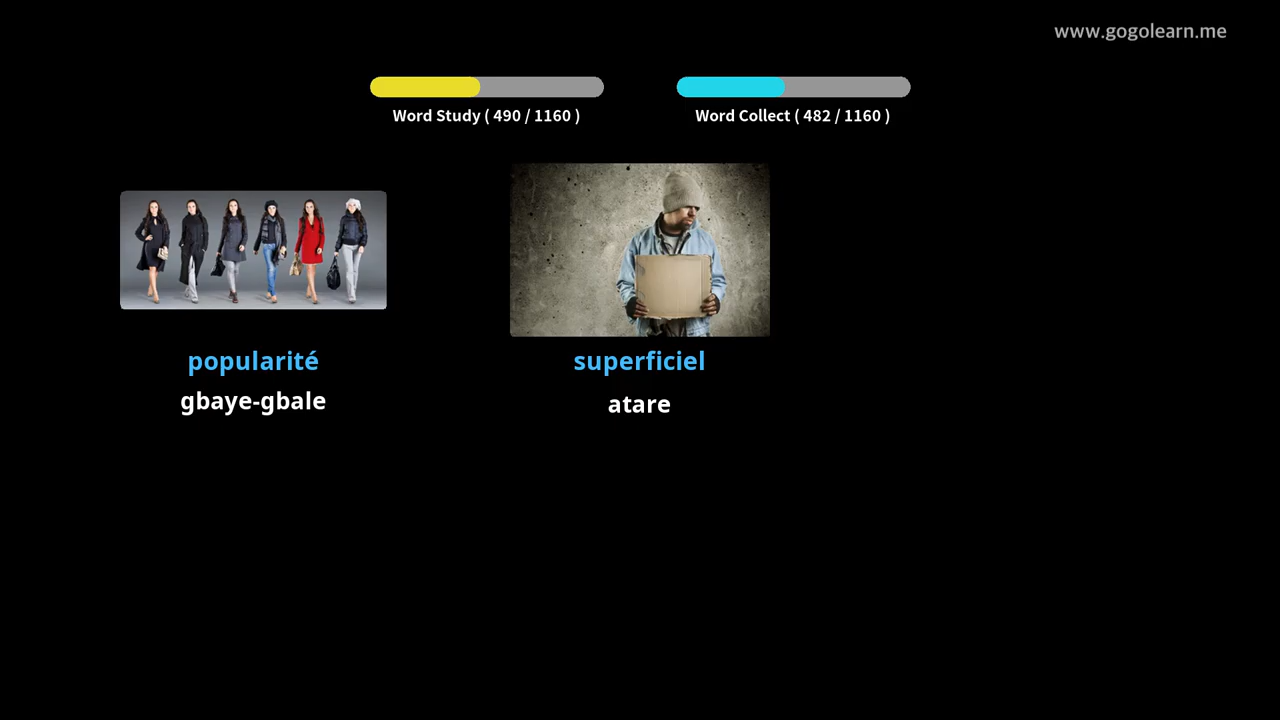 www.gogolearn.me
Word Study ( 490 / 1160 )
Word Collect ( 482 / 1160 )
popularité
superficiel
gbaye-gbale
atare